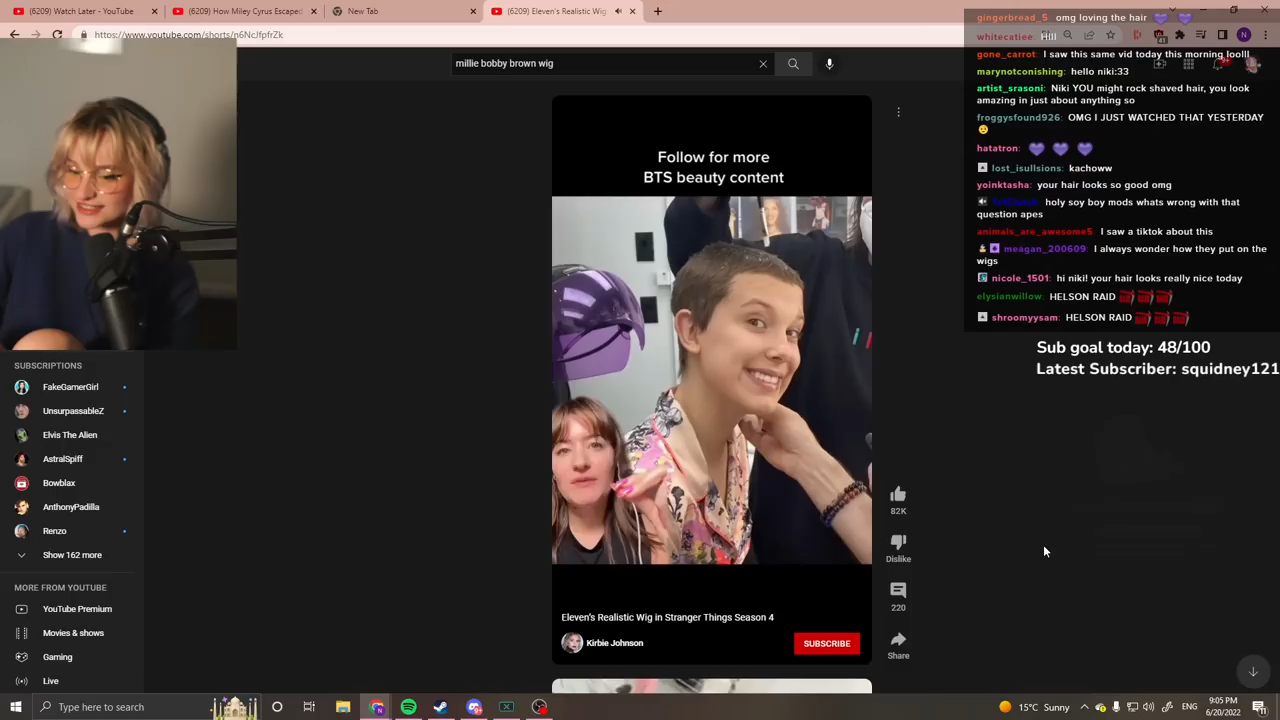 (6209) Watch Later - YouTube
(6209) How Miley Cyrus Escaped
New Tab
(6209) Eleven's Realistic Wig
https://www.youtube.com/shorts/6NcJfpfrZk
millie bobby brown wig
Follow for more
BTS beauty content
82K
Dislike
220
Share
Eleven's Realistic Wig in Stranger Things Season 4
Kirbie Johnson
SUBSCRIBE
SUBSCRIPTIONS
FakeGamerGirl
UnsurpassableZ
Elvis The Alien
AstralSpiff
Bowblax
AnthonyPadilla
Renzo
Show 162 more
MORE FROM YOUTUBE
YouTube Premium
Movies & shows
Gaming
Live
gingerbread_5 omg loving the hair
whitecatiee: HiII
gone_carrot: I saw this same vid today this morning loolll
marynotconishing: hello niki:33
artist_srasoni: Niki YOU might rock shaved hair, you look
amazing in just about anything so
froggysfound926: OMG I JUST WATCHED THAT YESTERDAY
hatatron:
lost_isullsions: kachoww
yoinktasha: your hair looks so good omg
holy soy boy mods whats wrong with that
question apes
animals_are_awesome5 I saw a tiktok about this
meagan_200609: I always wonder how they put on the
wigs
nicole_1501: hi niki! your hair looks really nice today
elysianwillow: HELSON RAID
shroomyysam: HELSON RAID
Sub goal today: 48/100
Latest Subscriber: squidney121
Type here to search
15°C Sunny
9:05 PM
6/20/2022